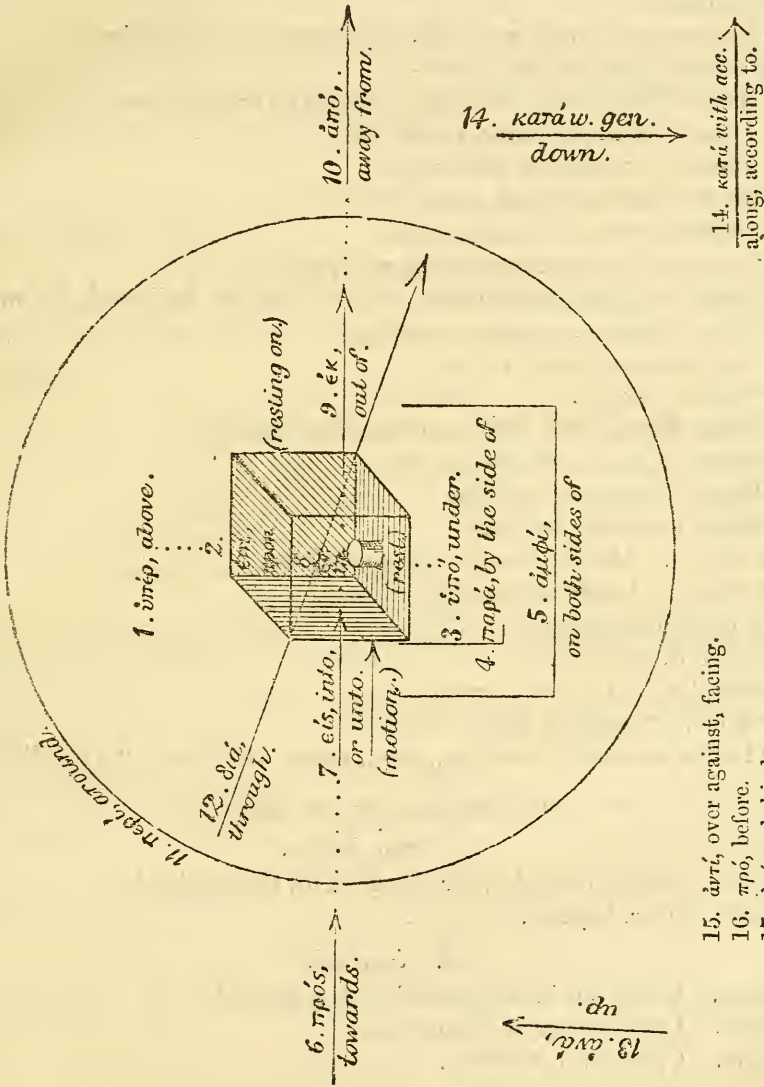 1. ὑπέρ, above.
2.
ἐπί,
upon
(resting on.)
8.
ἐν,
(rest.)
3. ὑπό, under.
4. παρά, by the side of
5. ἀμφί,
on both sides of
6. πρός,
towards.
7. εἰς, into,
or unto.
(motion.)
9. ἐκ,
out of.
10. ἀπό,
away from.
11. περί, around.
12. διά,
through.
13. ἀνά,
up.
14. κατά w. gen.
down.
14. κατά with acc.
along, according to.
15. ἀντί, over against, facing.
16. πρό, before.